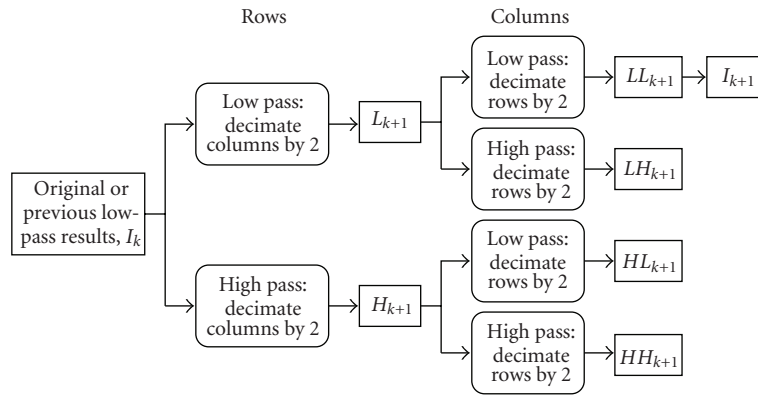 Rows
Columns
Low pass:
decimate
columns by 2
L_{k+1}
Low pass:
decimate
rows by 2
LL_{k+1}
I_{k+1}
High pass:
decimate
rows by 2
LH_{k+1}
Original or
previous low-
pass results, I_k
High pass:
decimate
columns by 2
H_{k+1}
Low pass:
decimate
rows by 2
HL_{k+1}
High pass:
decimate
rows by 2
HH_{k+1}